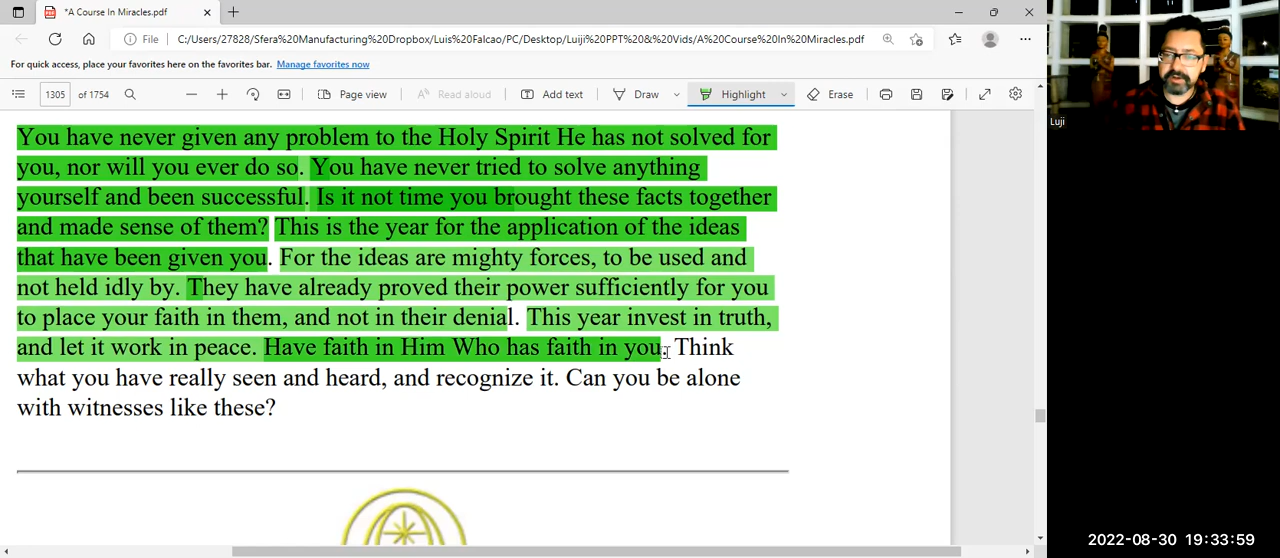 *A Course In Miracles.pdf
File
C:/Users/27828/Sfera%20Manufacturing%20Dropbox/Luis%20Falcao/PC/Desktop/Luiji%20PPT%20&%20Vids/A%20Course%20In%20Miracles.pdf
For quick access, place your favorites here on the favorites bar. Manage favorites now
1305 of 1754
Page view
Read aloud
Add text
Draw
Highlight
Erase
You have never given any problem to the Holy Spirit He has not solved for
you, nor will you ever do so. You have never tried to solve anything
yourself and been successful. Is it not time you brought these facts together
and made sense of them? This is the year for the application of the ideas
that have been given you. For the ideas are mighty forces, to be used and
not held idly by. They have already proved their power sufficiently for you
to place your faith in them, and not in their denial. This year invest in truth,
and let it work in peace. Have faith in Him Who has faith in you. Think
what you have really seen and heard, and recognize it. Can you be alone
with witnesses like these?
Luji
2022-08-30 19:33:59